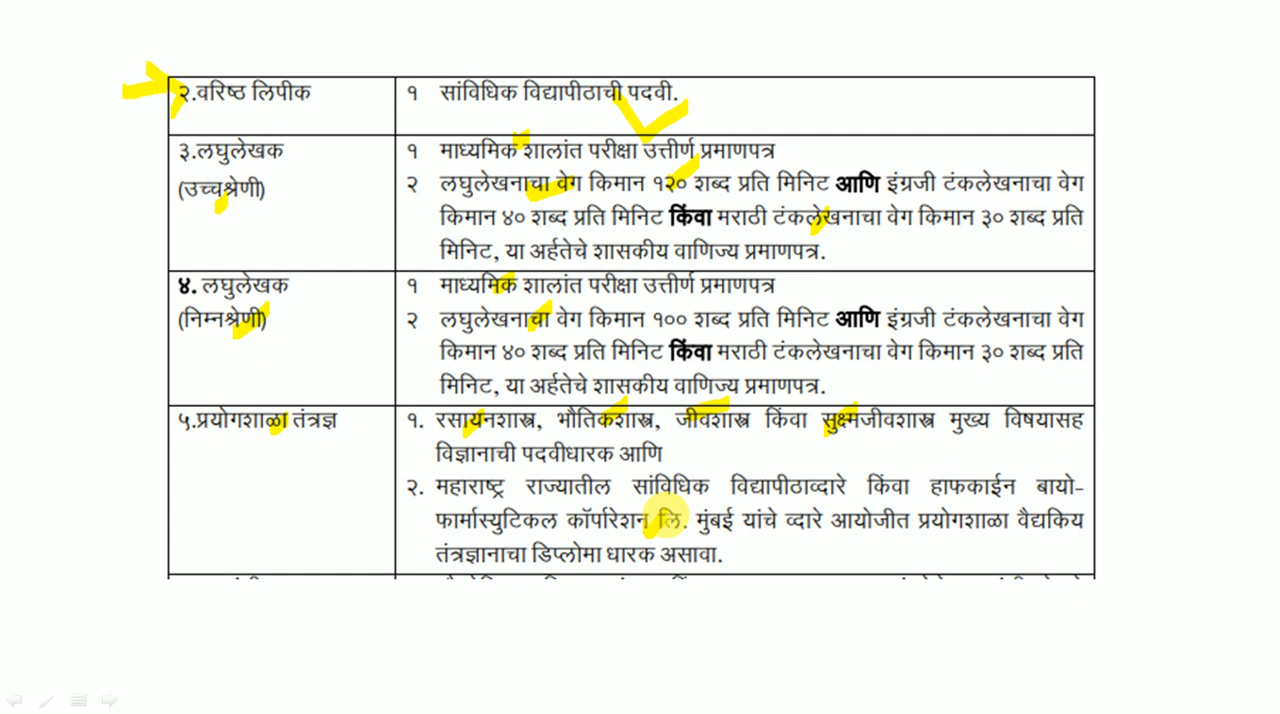 २.वरिष्ठ लिपीक
१ सांविधिक विद्यापीठाची पदवी.
३.लघुलेखक
(उच्चश्रेणी)
१ माध्यमिक शालांत परीक्षा उत्तीर्ण प्रमाणपत्र
२ लघुलेखनाचा वेग किमान १२० शब्द प्रति मिनिट आणि इंग्रजी टंकलेखनाचा वेग
किमान ४० शब्द प्रति मिनिट किंवा मराठी टंकलेखनाचा वेग किमान ३० शब्द प्रति
मिनिट, या अर्हतेचे शासकीय वाणिज्य प्रमाणपत्र.
४. लघुलेखक
(निम्नश्रेणी)
१ माध्यमिक शालांत परीक्षा उत्तीर्ण प्रमाणपत्र
२ लघुलेखनाचा वेग किमान १०० शब्द प्रति मिनिट आणि इंग्रजी टंकलेखनाचा वेग
किमान ४० शब्द प्रति मिनिट किंवा मराठी टंकलेखनाचा वेग किमान ३० शब्द प्रति
मिनिट, या अर्हतेचे शासकीय वाणिज्य प्रमाणपत्र.
५.प्रयोगशाळा तंत्रज्ञ
१. रसायनशास्त्र, भौतिकशास्त्र, जीवशास्त्र किंवा सुक्ष्मजीवशास्त्र मुख्य विषयासह
विज्ञानाची पदवीधारक आणि
२. महाराष्ट्र राज्यातील सांविधिक विद्यापीठाव्दारे किंवा हाफकाईन बायो-
फार्मास्युटिकल कॉर्पारेशन लि. मुंबई यांचे व्दारे आयोजीत प्रयोगशाळा वैद्यकिय
तंत्रज्ञानाचा डिप्लोमा धारक असावा.